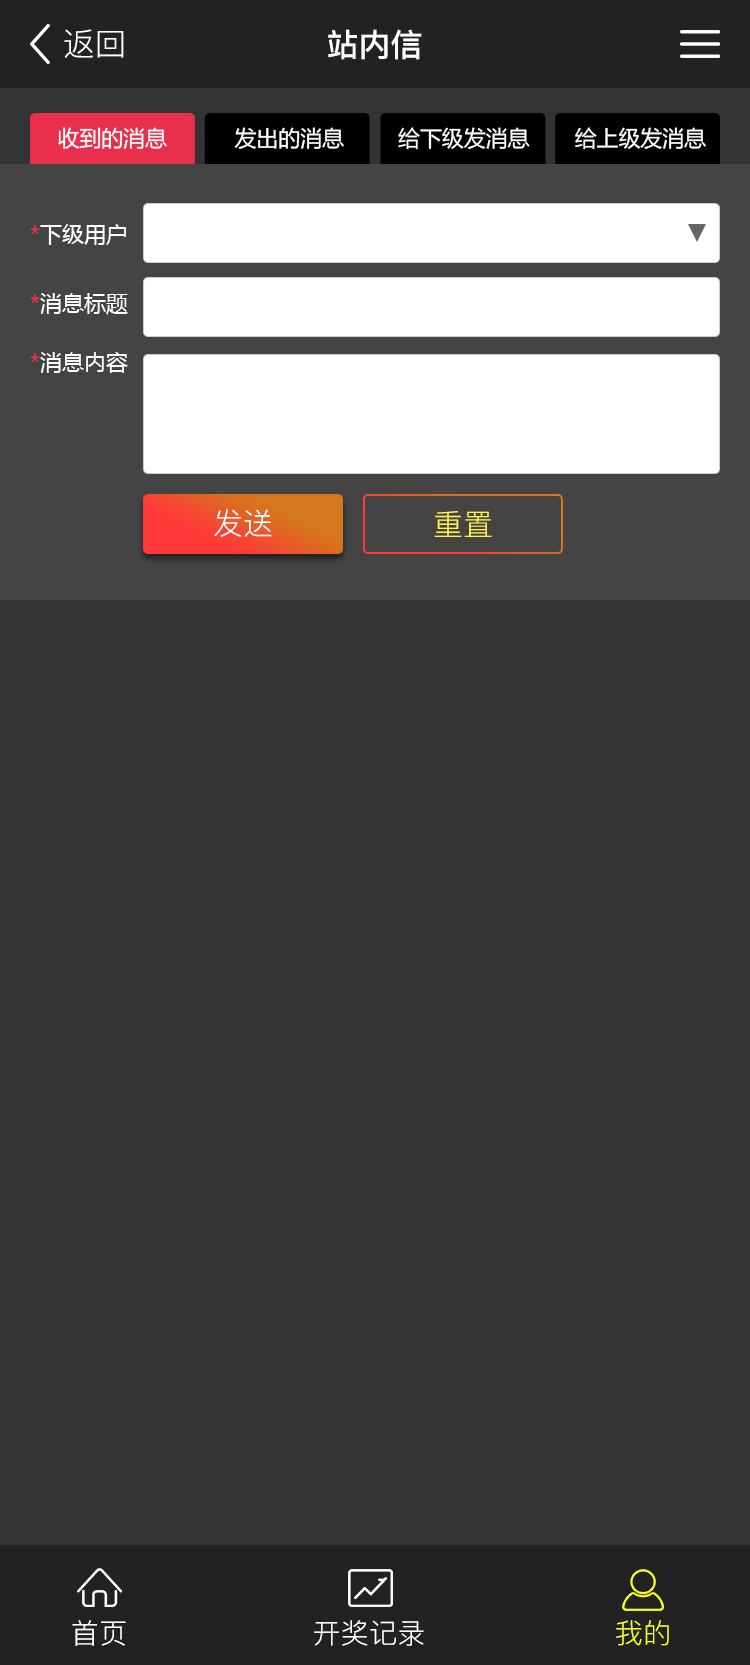 返回
站内信
收到的消息
发出的消息
给下级发消息
给上级发消息
*下级用户
*消息标题
*消息内容
发送
重置
首页
开奖记录
我的